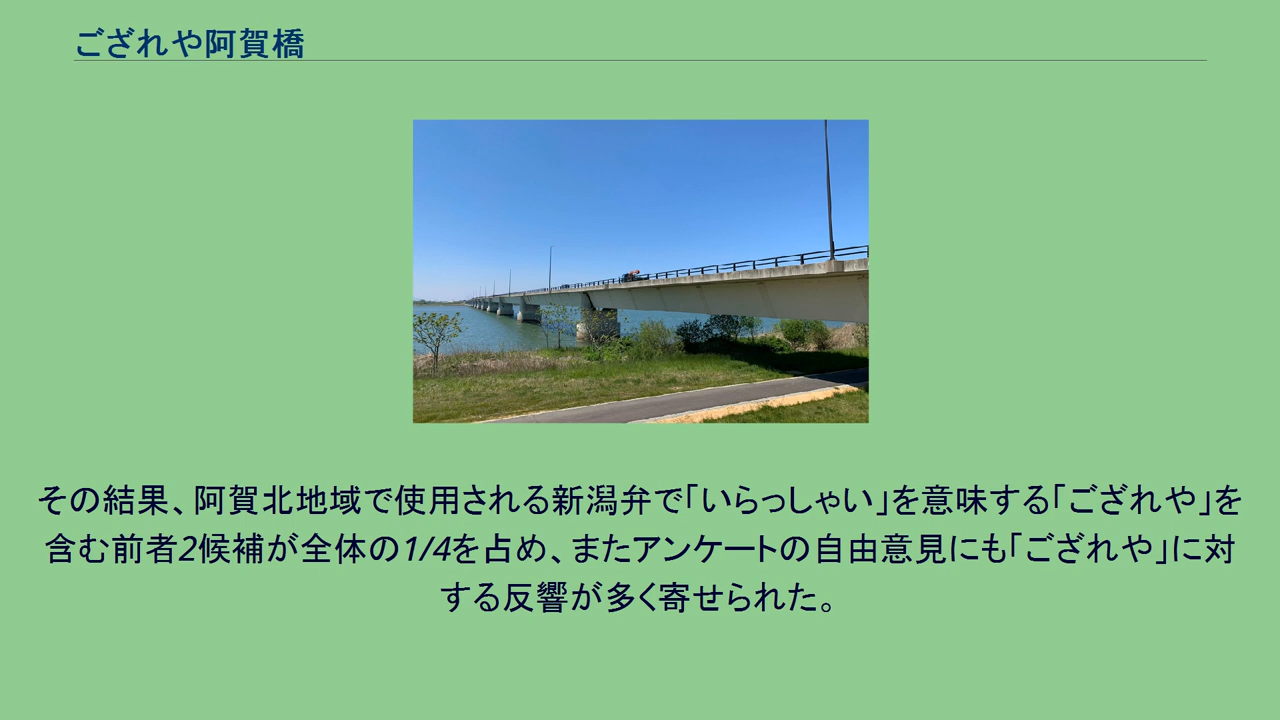 ござれや阿賀橋
その結果、阿賀北地域で使用される新潟弁で「いらっしゃい」を意味する「ござれや」を
含む前者2候補が全体の1/4を占め、またアンケートの自由意見にも「ござれや」に対
する反響が多く寄せられた。